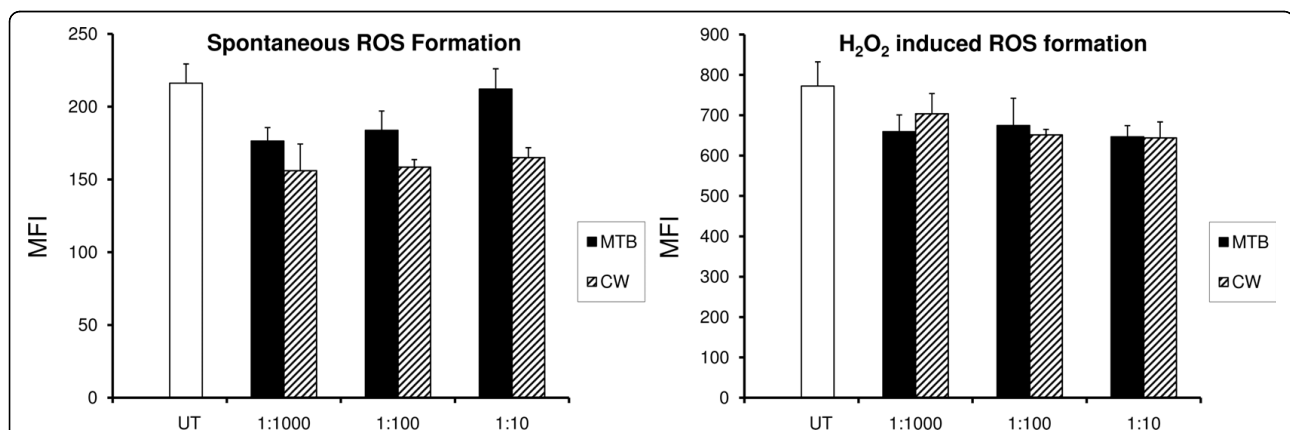 Spontaneous ROS Formation
250
200
150
100
50
0
MFI
UT 1:1000 1:100 1:10
MTB
CW
H₂O₂ induced ROS formation
900
800
700
600
500
400
300
200
100
0
MFI
UT 1:1000 1:100 1:10
MTB
CW